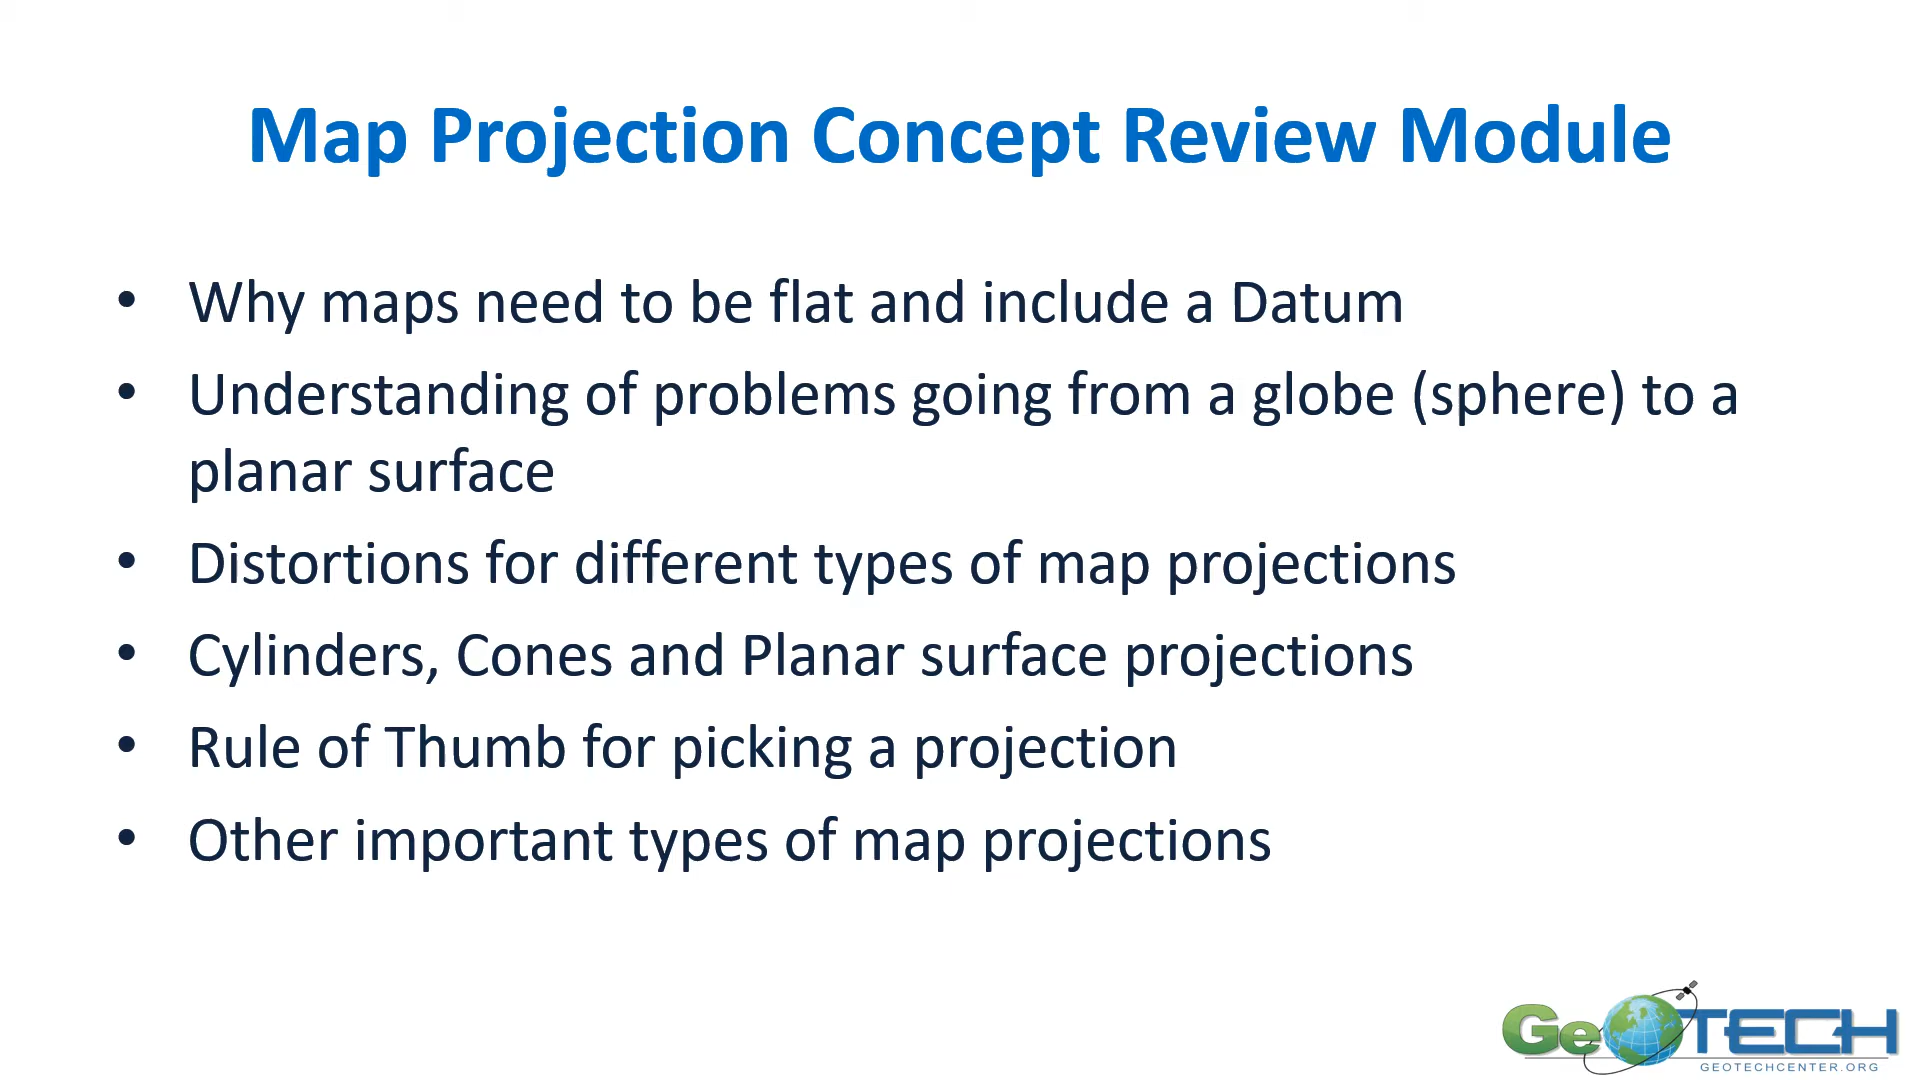 Map Projection Concept Review Module
• Why maps need to be flat and include a Datum
• Understanding of problems going from a globe (sphere) to a
planar surface
• Distortions for different types of map projections
• Cylinders, Cones and Planar surface projections
• Rule of Thumb for picking a projection
• Other important types of map projections
GeoTECH
GEOTECHCENTER.ORG